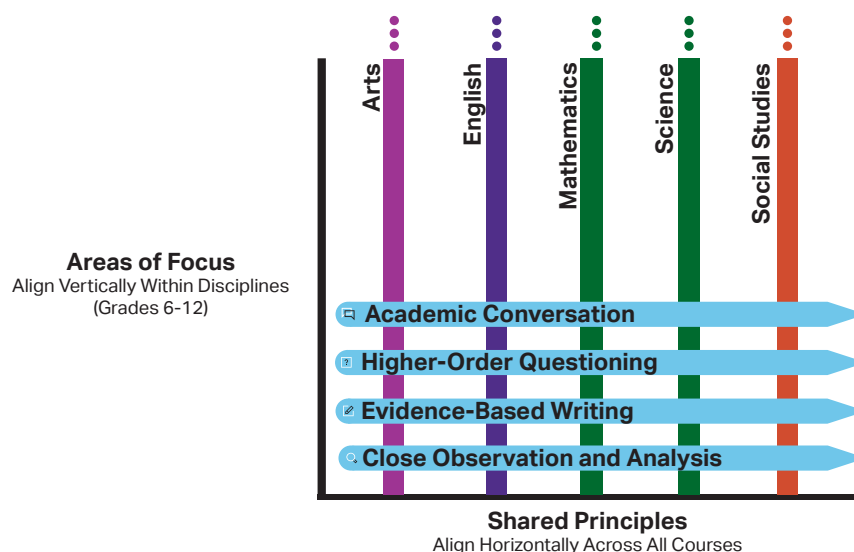 Arts
English
Mathematics
Science
Social Studies
Areas of Focus
Align Vertically Within Disciplines
(Grades 6-12)
Academic Conversation
? Higher-Order Questioning
Evidence-Based Writing
Close Observation and Analysis
Shared Principles
Align Horizontally Across All Courses